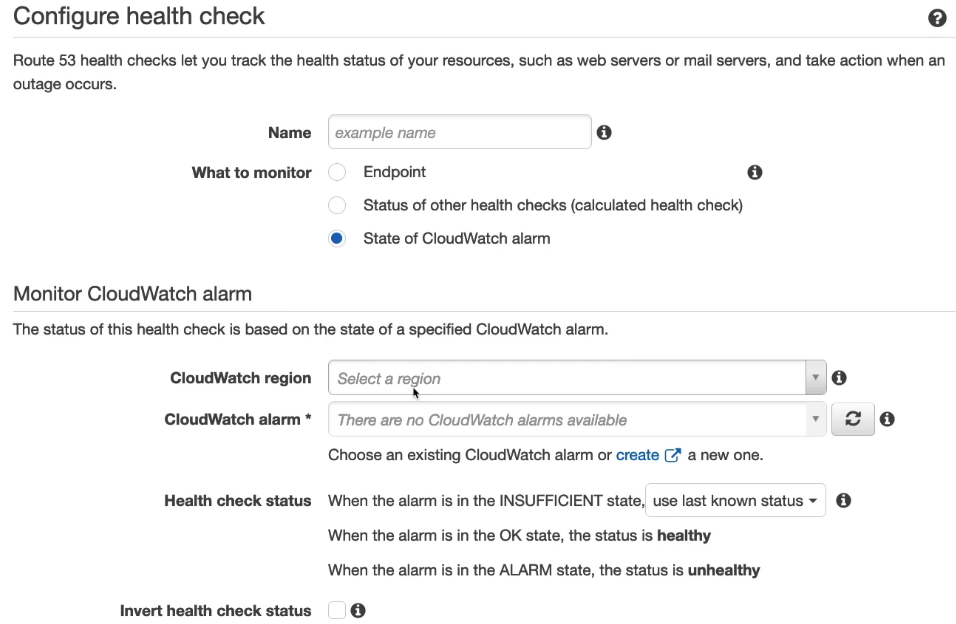 Configure health check
Route 53 health checks let you track the health status of your resources, such as web servers or mail servers, and take action when an
outage occurs.
Name example name
What to monitor Endpoint
Status of other health checks (calculated health check)
State of CloudWatch alarm
Monitor CloudWatch alarm
The status of this health check is based on the state of a specified CloudWatch alarm.
CloudWatch region Select a region
CloudWatch alarm * There are no CloudWatch alarms available
Choose an existing CloudWatch alarm or create a new one.
Health check status When the alarm is in the INSUFFICIENT state, use last known status
When the alarm is in the OK state, the status is healthy
When the alarm is in the ALARM state, the status is unhealthy
Invert health check status